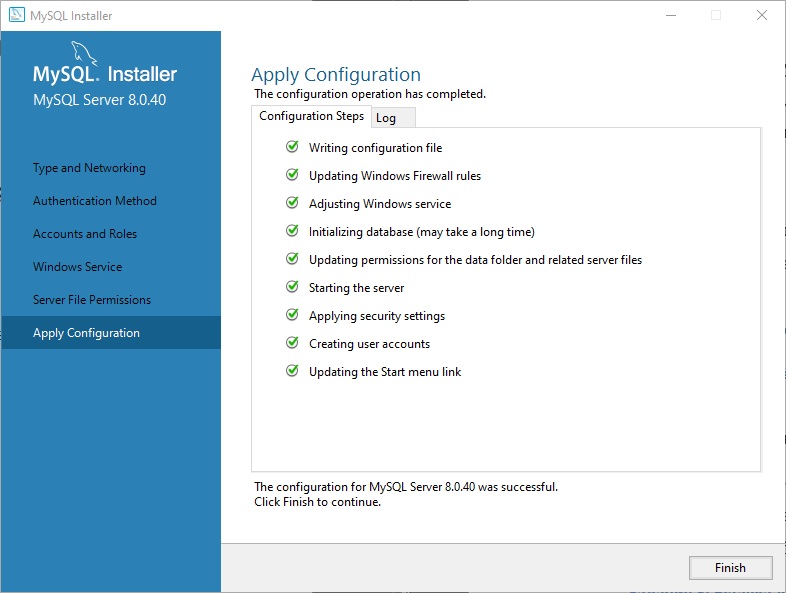 MySQL Installer
MySQL. Installer
MySQL Server 8.0.40
Type and Networking
Authentication Method
Accounts and Roles
Windows Service
Server File Permissions
Apply Configuration
Apply Configuration
The configuration operation has completed.
Configuration Steps
Log
Writing configuration file
Updating Windows Firewall rules
Adjusting Windows service
Initializing database (may take a long time)
Updating permissions for the data folder and related server files
Starting the server
Applying security settings
Creating user accounts
Updating the Start menu link
The configuration for MySQL Server 8.0.40 was successful.
Click Finish to continue.
Finish